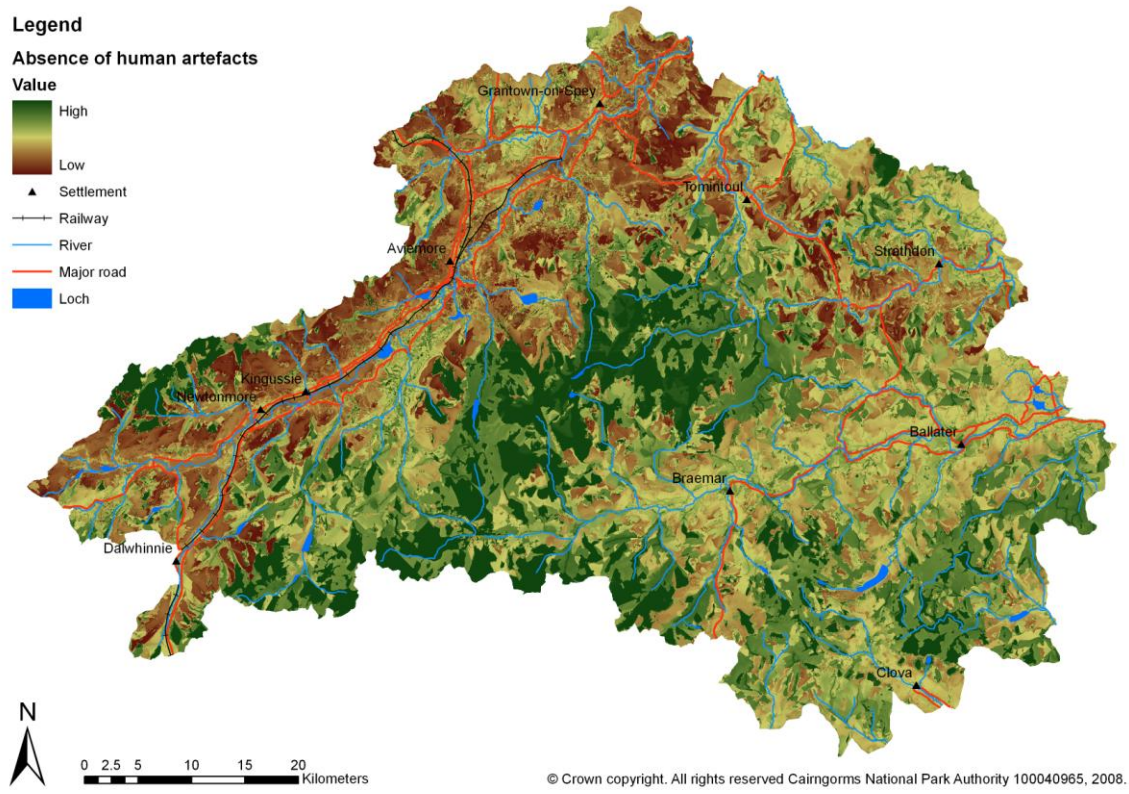 Legend
Absence of human artefacts
Value
High
Low
Settlement
Railway
River
Major road
Loch
Grantown-on-Spey
Tomintoul
Aviemore
Strathdon
Kingussie
Newtonmore
Ballater
Braemar
Dalwhinnie
Clova
N
0 2.5 5 10 15 20
Kilometers
© Crown copyright. All rights reserved Cairngorms National Park Authority 100040965, 2008.